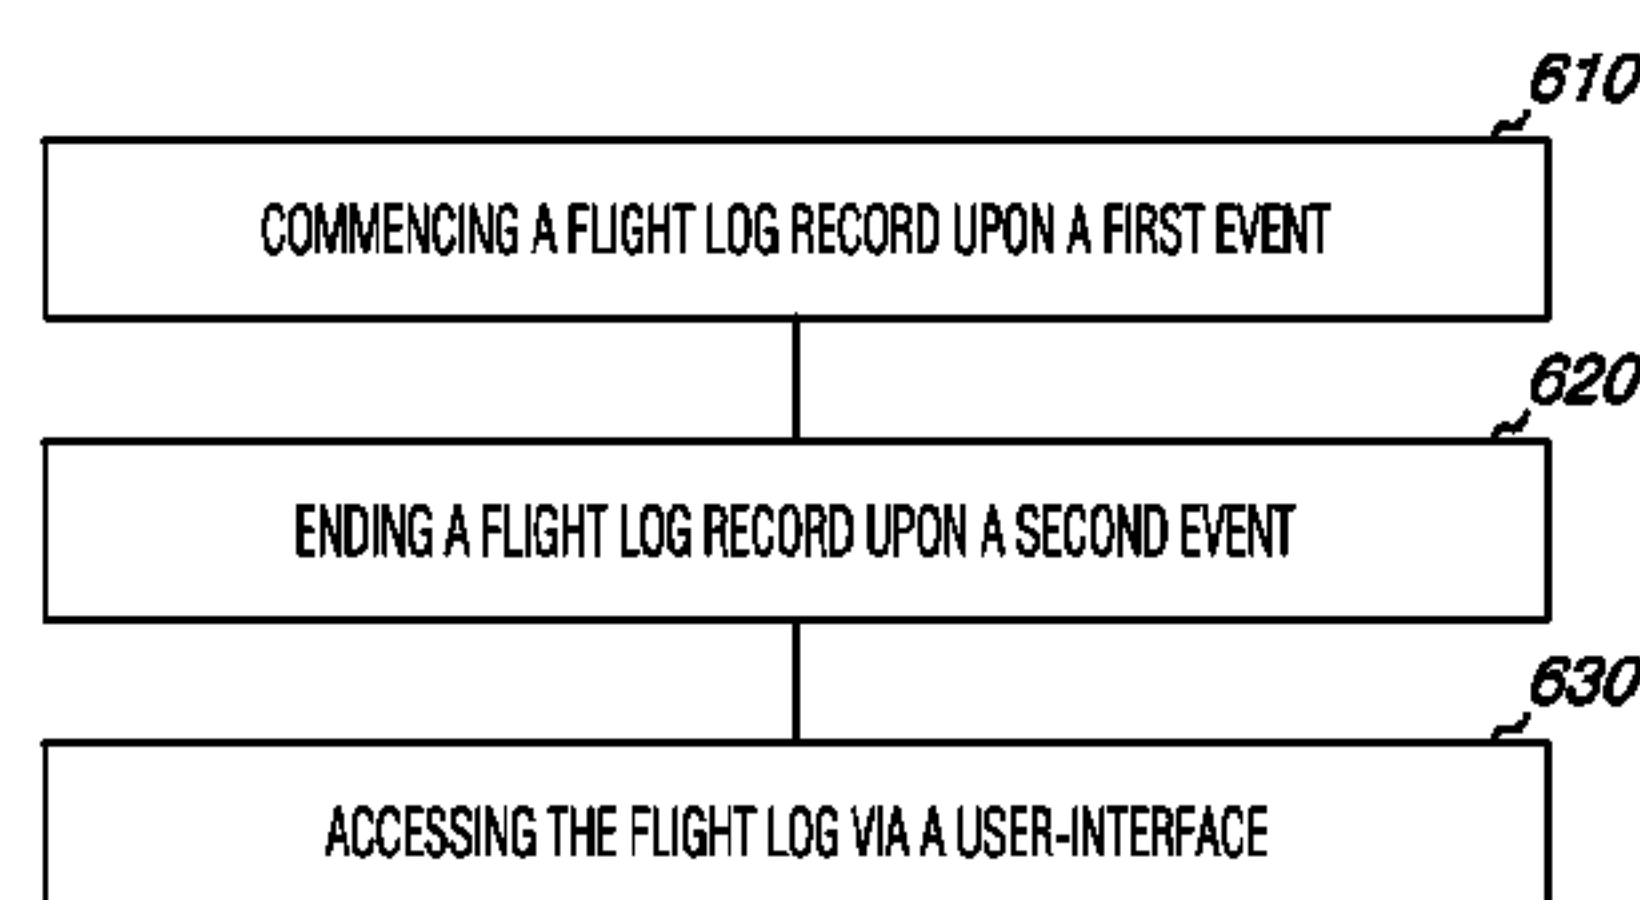 610
COMMENCING A FLIGHT LOG RECORD UPON A FIRST EVENT
620
ENDING A FLIGHT LOG RECORD UPON A SECOND EVENT
630
ACCESSING THE FLIGHT LOG VIA A USER-INTERFACE